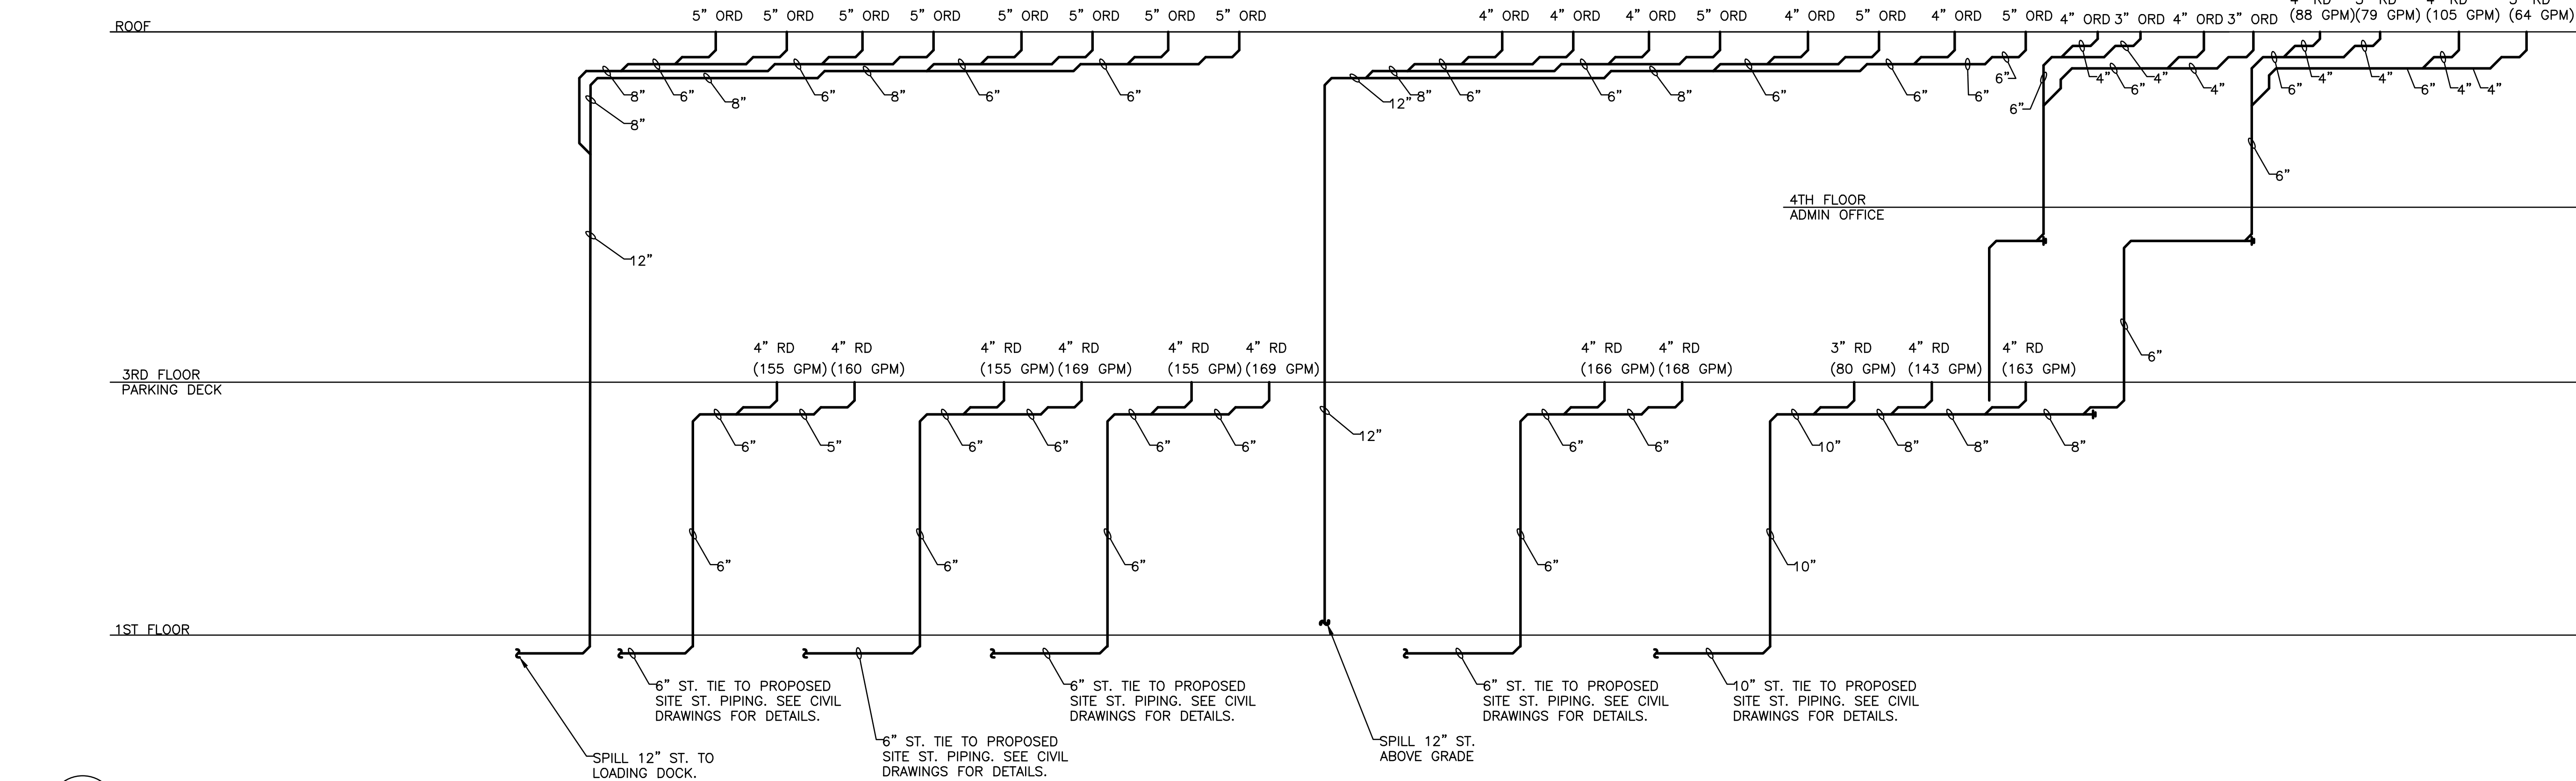 ROOF
5” ORD 5” ORD 5” ORD 5” ORD 5” ORD 5” ORD 5” ORD 5” ORD
4” ORD 4” ORD 4” ORD 5” ORD 4” ORD 5” ORD 4” ORD 5” ORD 4” ORD 3” ORD 4” ORD 3” ORD
(88 GPM) (79 GPM) (105 GPM) (64 GPM)
8” 6” 8” 6” 8” 6” 6”
8”
12” 8” 6” 6” 8” 6” 6” 6” 6”
6” 4” 6” 4” 4” 6” 4” 4” 6” 4” 4”
6”
4TH FLOOR
ADMIN OFFICE
12”
6”
3RD FLOOR
PARKING DECK
4” RD 4” RD 4” RD 4” RD 4” RD 4” RD
(155 GPM) (160 GPM) (155 GPM) (169 GPM) (155 GPM) (169 GPM)
4” RD 4” RD 3” RD 4” RD 4” RD
(166 GPM) (168 GPM) (80 GPM) (143 GPM) (163 GPM)
6” 5” 6” 6” 6” 6” 12” 6” 6” 10” 8” 8” 8”
6” 6” 6” 6” 10”
1ST FLOOR
6” ST. TIE TO PROPOSED
SITE ST. PIPING. SEE CIVIL
DRAWINGS FOR DETAILS.
6” ST. TIE TO PROPOSED
SITE ST. PIPING. SEE CIVIL
DRAWINGS FOR DETAILS.
6” ST. TIE TO PROPOSED
SITE ST. PIPING. SEE CIVIL
DRAWINGS FOR DETAILS.
10” ST. TIE TO PROPOSED
SITE ST. PIPING. SEE CIVIL
DRAWINGS FOR DETAILS.
SPILL 12” ST. TO
LOADING DOCK.
6” ST. TIE TO PROPOSED
SITE ST. PIPING. SEE CIVIL
DRAWINGS FOR DETAILS.
SPILL 12” ST.
ABOVE GRADE